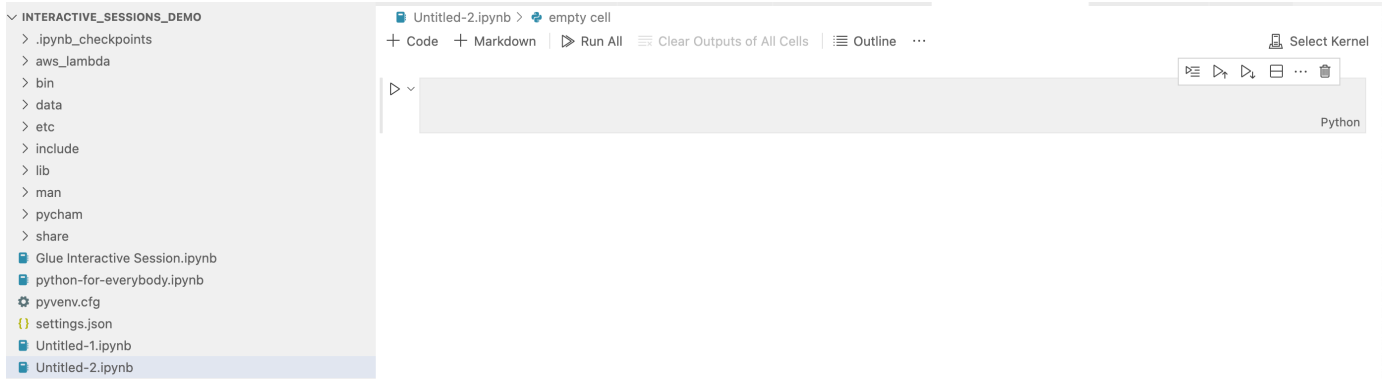 INTERACTIVE_SESSIONS_DEMO
.ipynb_checkpoints
aws_lambda
bin
data
etc
include
lib
man
pycham
share
Glue Interactive Session.ipynb
python-for-everybody.ipynb
pyvenv.cfg
{} settings.json
Untitled-1.ipynb
Untitled-2.ipynb
Untitled-2.ipynb > empty cell
+ Code + Markdown Run All Clear Outputs of All Cells Outline ... Select Kernel
Python